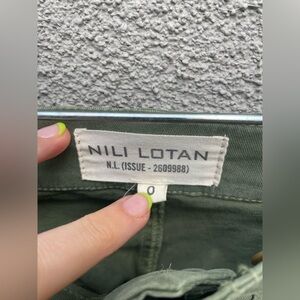 NILI LOTAN
N.L. (ISSUE - 2609988)
0